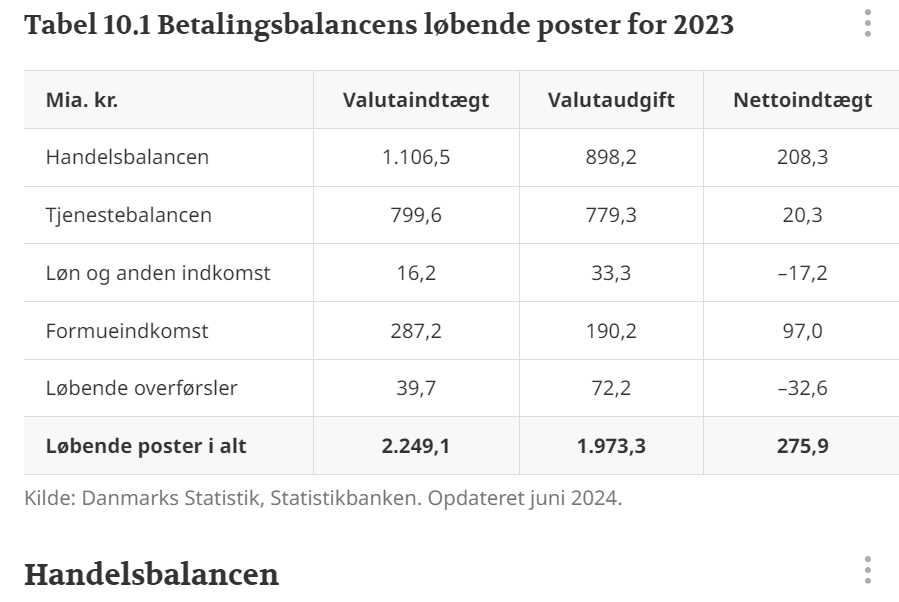 Tabel 10.1 Betalingsbalancens løbende poster for 2023
Mia. kr. Valutaindtægt Valutaudgift Nettoindtægt
Handelsbalancen 1.106,5 898,2 208,3
Tjenestebalancen 799,6 779,3 20,3
Løn og anden indkomst 16,2 33,3 –17,2
Formueindkomst 287,2 190,2 97,0
Løbende overførsler 39,7 72,2 –32,6
Løbende poster i alt 2.249,1 1.973,3 275,9
Kilde: Danmarks Statistik, Statistikbanken. Opdateret juni 2024.
Handelsbalancen